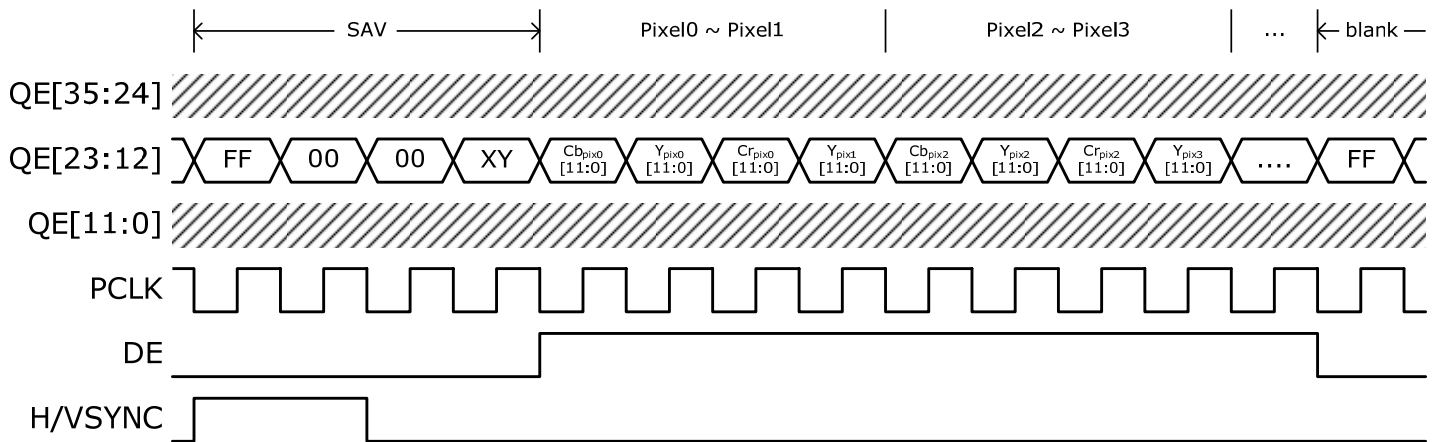 SAV Pixel0 ~ Pixel1 Pixel2 ~ Pixel3 ... blank
QE[35:24]
QE[23:12] FF 00 00 XY Cbpix0 [11:0] Ypix0 [11:0] Crpix0 [11:0] Ypix1 [11:0] Cbpix2 [11:0] Ypix2 [11:0] Crpix2 [11:0] Ypix3 [11:0] .... FF
QE[11:0]
PCLK
DE
H/VSYNC